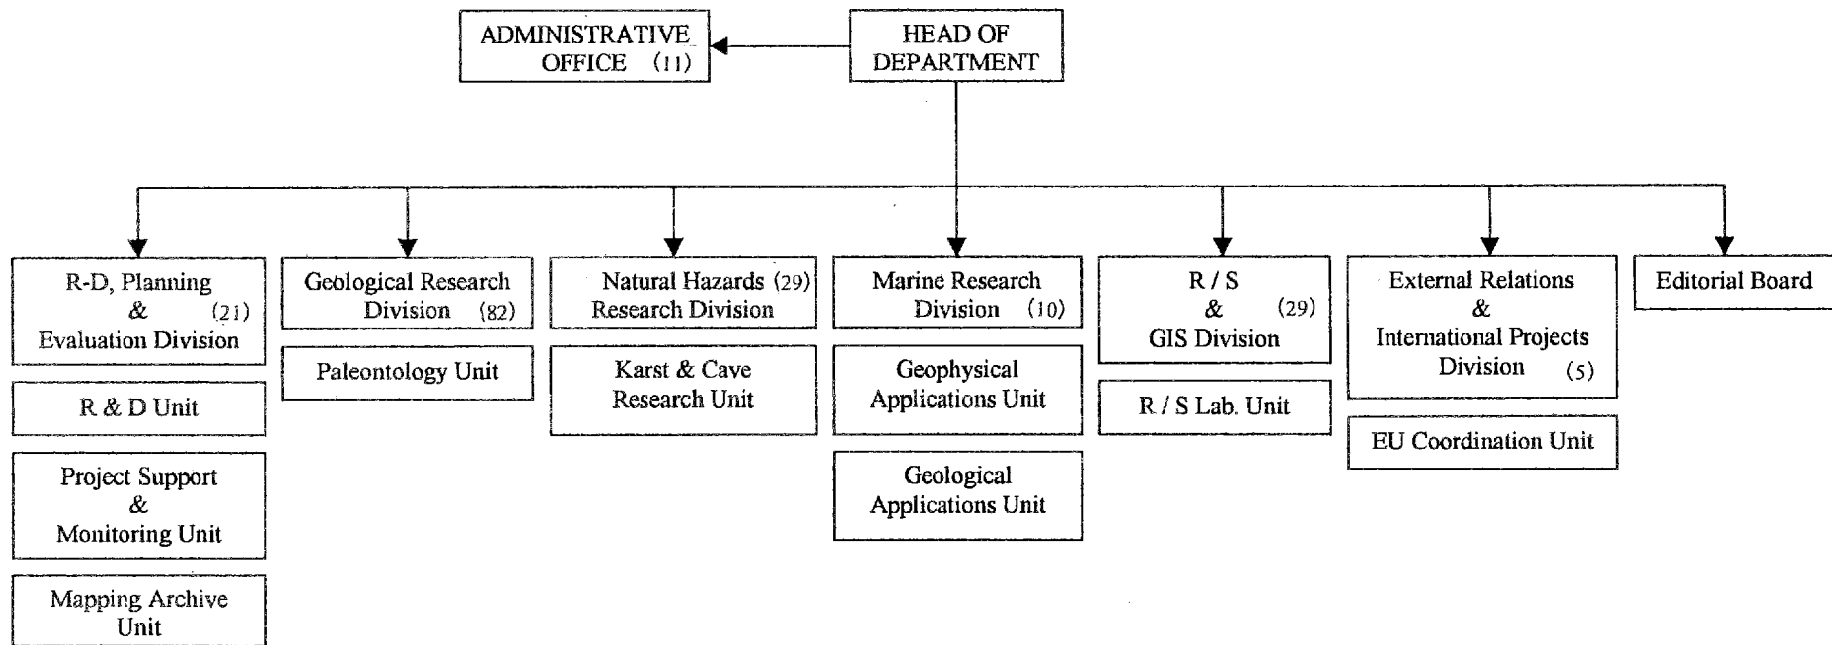 ADMINISTRATIVE
OFFICE (11)
HEAD OF
DEPARTMENT
R-D, Planning
& (21)
Evaluation Division
R & D Unit
Project Support
&
Monitoring Unit
Mapping Archive
Unit
Geological Research
Division (82)
Paleontology Unit
Natural Hazards (29)
Research Division
Karst & Cave
Research Unit
Marine Research
Division (10)
Geophysical
Applications Unit
Geological
Applications Unit
R / S
& (29)
GIS Division
R / S Lab. Unit
External Relations
&
International Projects
Division (5)
EU Coordination Unit
Editorial Board